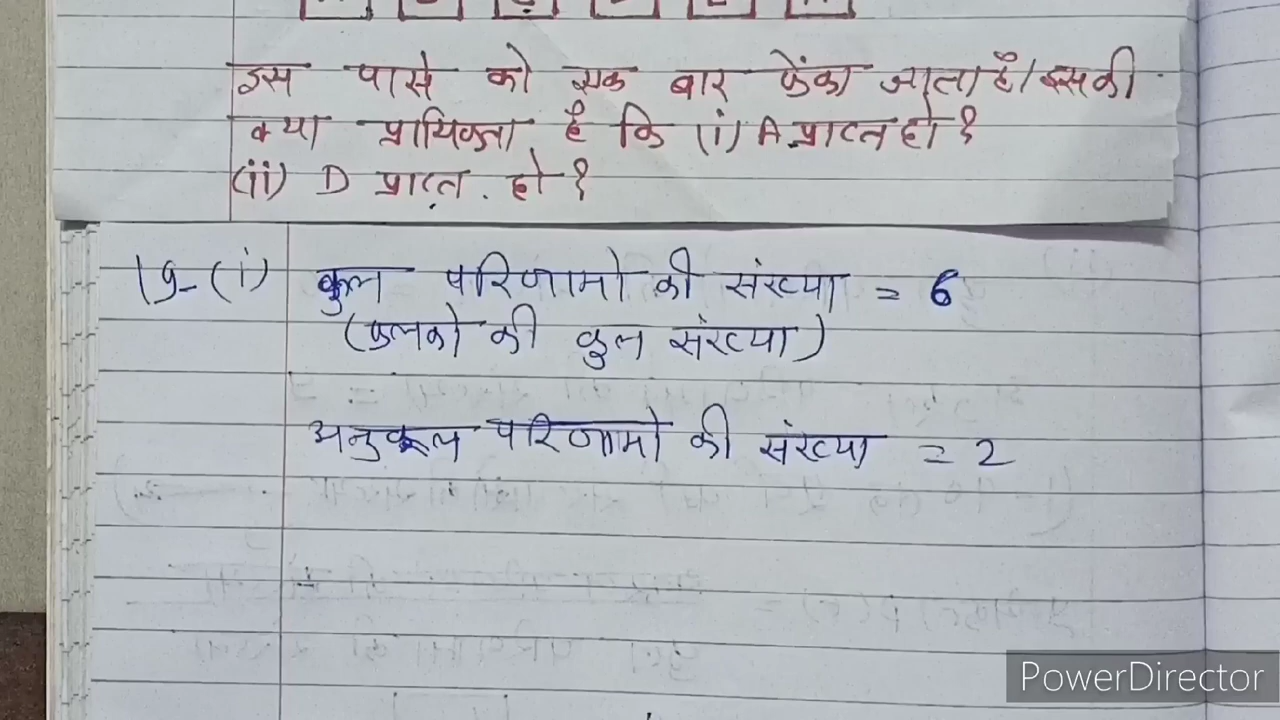 इस पासे को एक बार फेंका जाता है। इसकी
क्या प्रायिकता है कि (i) A प्राप्त हो?
(ii) D प्राप्त . हो?
19- (i) कुल परिणामो की संख्या = 6
(फलको की कुल संख्या)
अनुकूल परिणामो की संख्या = 2
PowerDirector